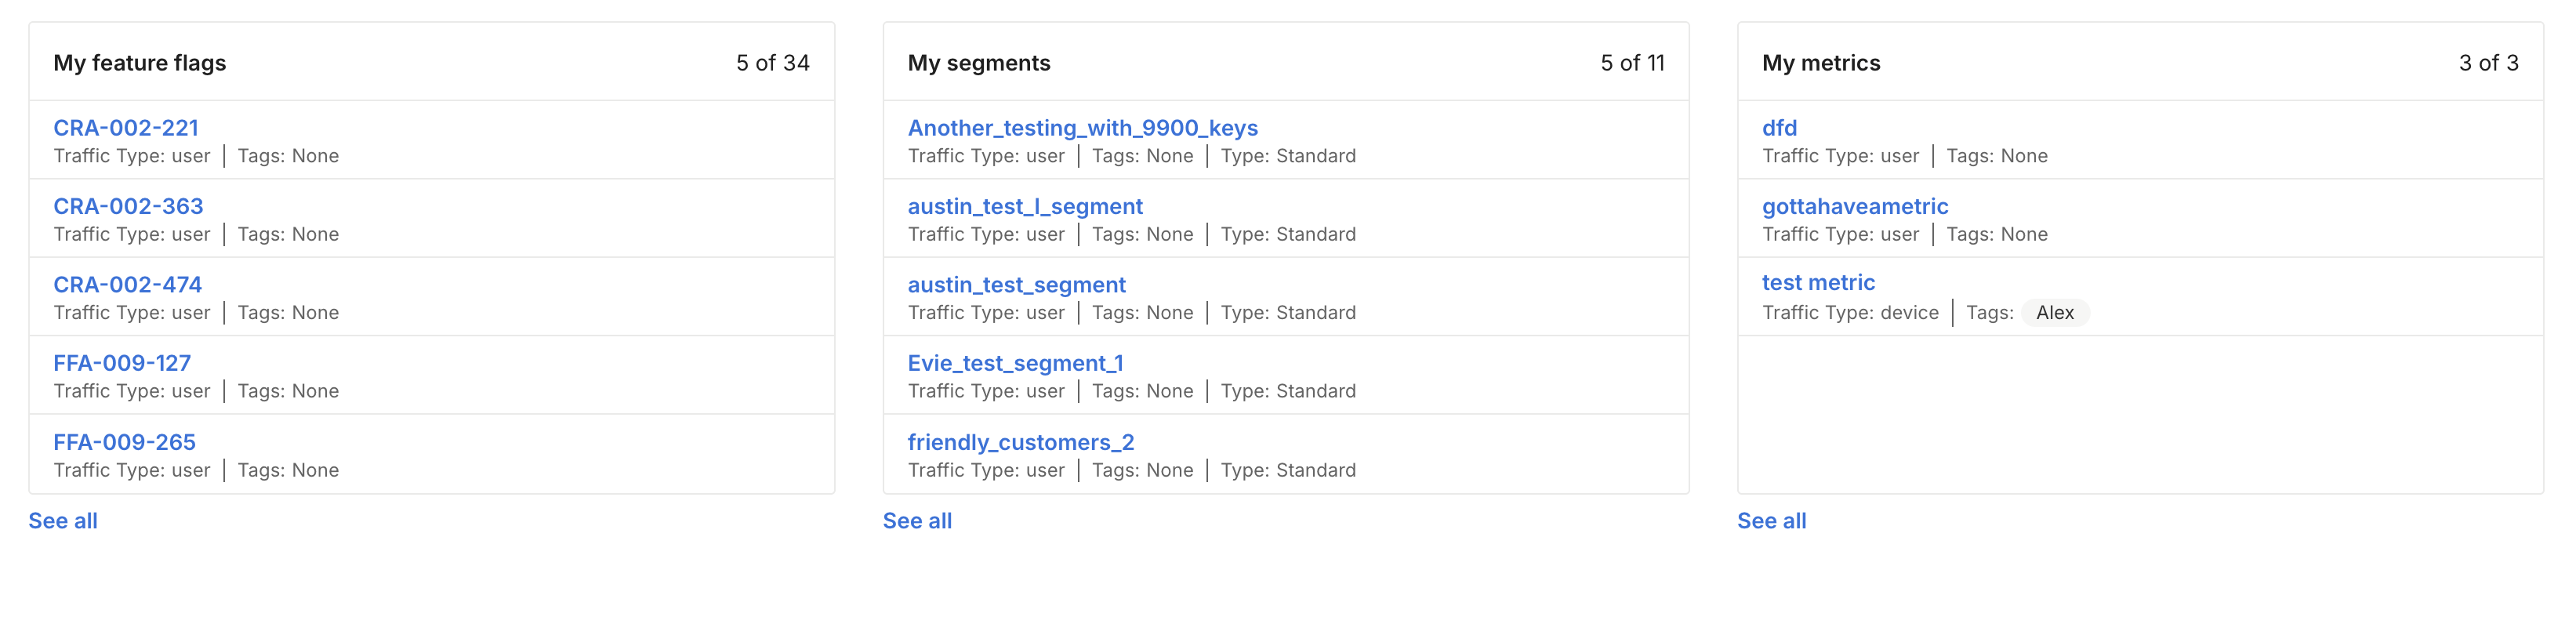 My feature flags 5 of 34
CRA-002-221
Traffic Type: user | Tags: None
CRA-002-363
Traffic Type: user | Tags: None
CRA-002-474
Traffic Type: user | Tags: None
FFA-009-127
Traffic Type: user | Tags: None
FFA-009-265
Traffic Type: user | Tags: None
See all
My segments 5 of 11
Another_testing_with_9900_keys
Traffic Type: user | Tags: None | Type: Standard
austin_test_l_segment
Traffic Type: user | Tags: None | Type: Standard
austin_test_segment
Traffic Type: user | Tags: None | Type: Standard
Evie_test_segment_1
Traffic Type: user | Tags: None | Type: Standard
friendly_customers_2
Traffic Type: user | Tags: None | Type: Standard
See all
My metrics 3 of 3
dfd
Traffic Type: user | Tags: None
gottahaveametric
Traffic Type: user | Tags: None
test metric
Traffic Type: device | Tags: Alex
See all